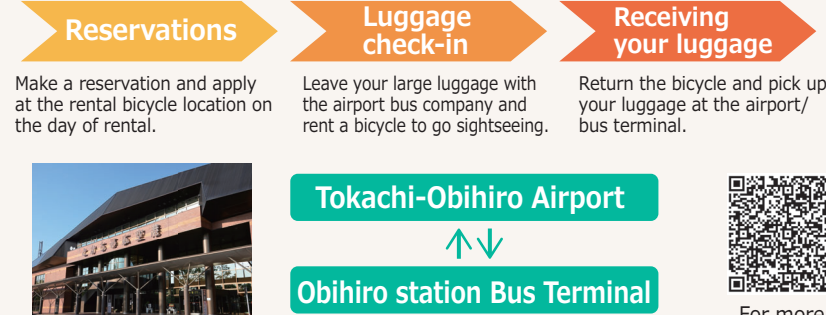 Reservations
Luggage
check-in
Receiving
your luggage
Make a reservation and apply
at the rental bicycle location on
the day of rental.
Leave your large luggage with
the airport bus company and
rent a bicycle to go sightseeing.
Return the bicycle and pick up
your luggage at the airport/
bus terminal.
Tokachi-Obihiro Airport
Obihiro station Bus Terminal
For more